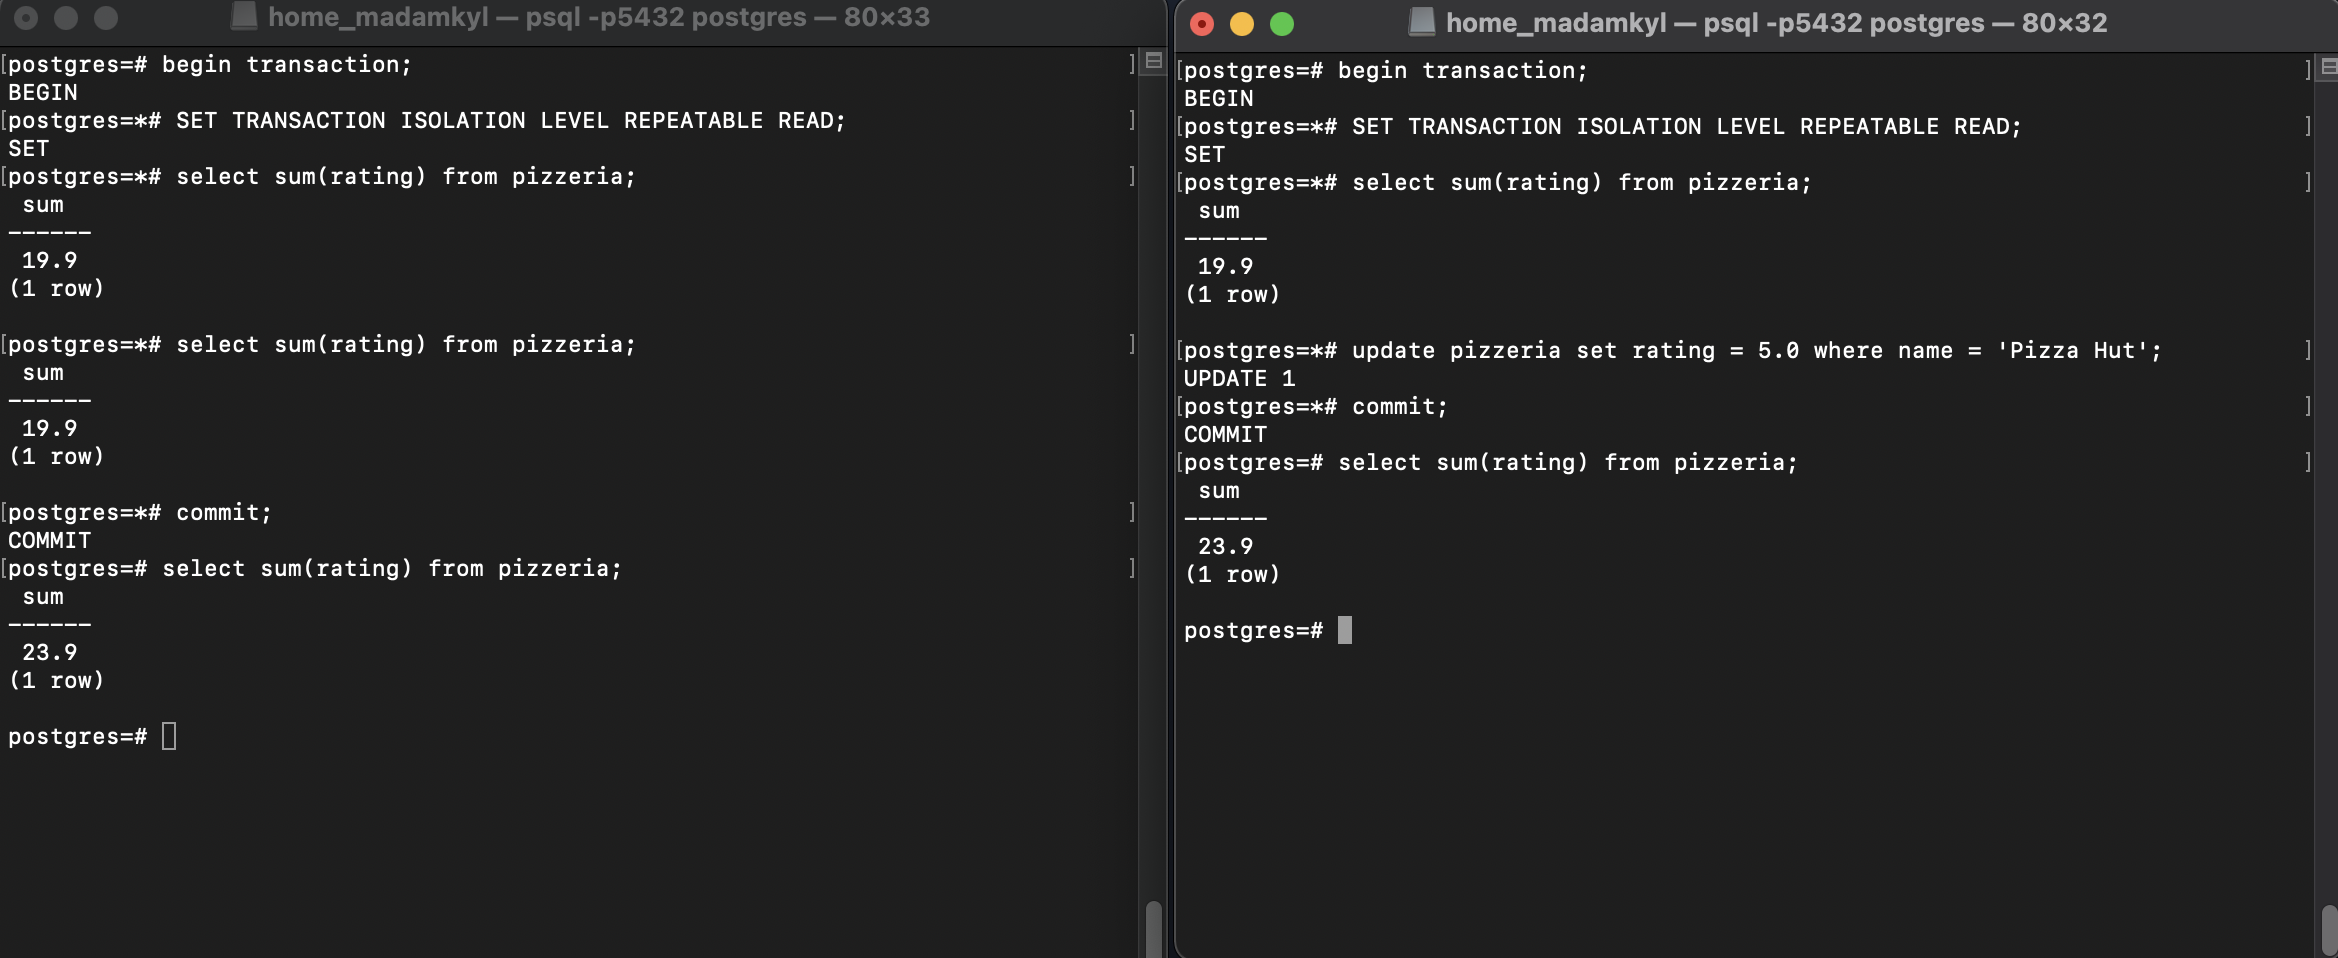 home_madamkyl — psql -p5432 postgres — 80×33
[postgres=# begin transaction; ]
BEGIN
[postgres=*# SET TRANSACTION ISOLATION LEVEL REPEATABLE READ; ]
SET
[postgres=*# select sum(rating) from pizzeria; ]
sum
------
19.9
(1 row)
[postgres=*# select sum(rating) from pizzeria; ]
sum
------
19.9
(1 row)
[postgres=*# commit; ]
COMMIT
[postgres=# select sum(rating) from pizzeria; ]
sum
------
23.9
(1 row)
postgres=#
home_madamkyl — psql -p5432 postgres — 80×32
[postgres=# begin transaction; ]
BEGIN
[postgres=*# SET TRANSACTION ISOLATION LEVEL REPEATABLE READ; ]
SET
[postgres=*# select sum(rating) from pizzeria; ]
sum
------
19.9
(1 row)
[postgres=*# update pizzeria set rating = 5.0 where name = 'Pizza Hut'; ]
UPDATE 1
[postgres=*# commit; ]
COMMIT
[postgres=# select sum(rating) from pizzeria; ]
sum
------
23.9
(1 row)
postgres=#